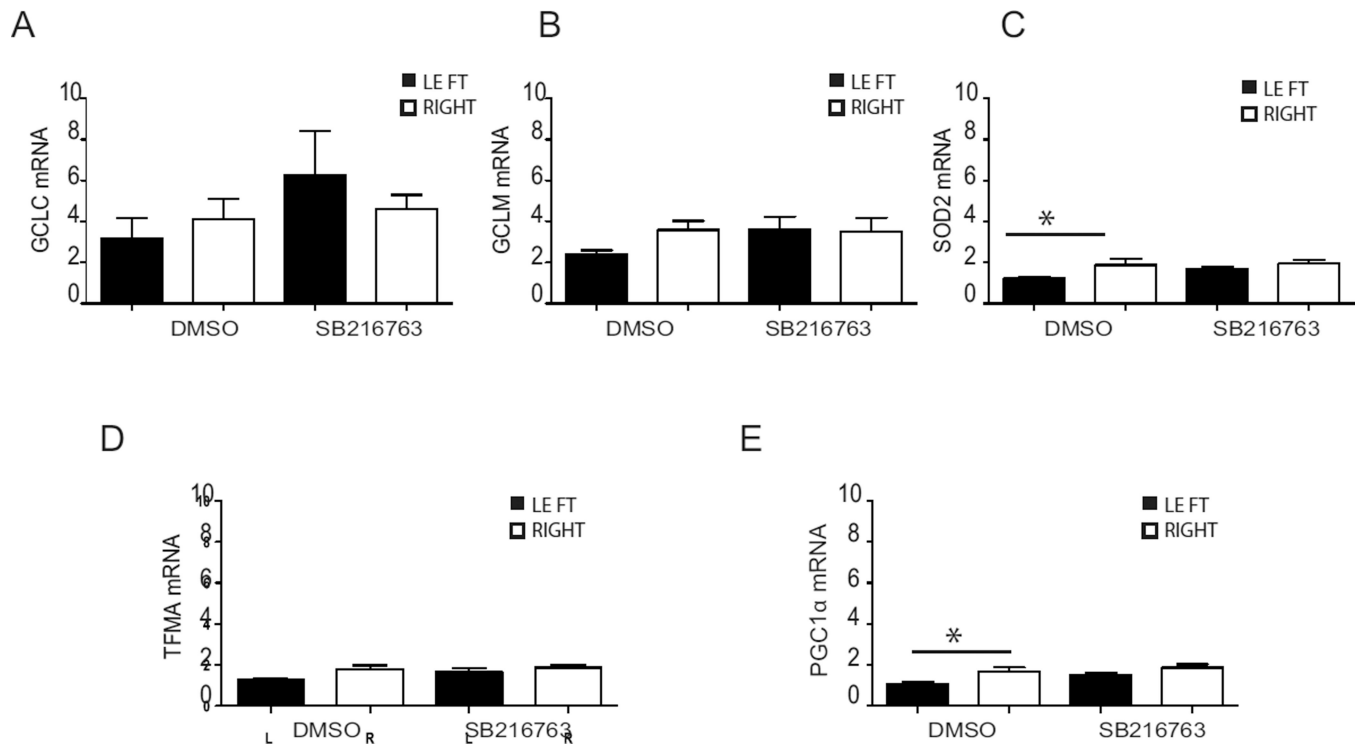 A
B
C
LE FT
RIGHT
10
8
6
4
2
0
GCLC mRNA
DMSO
SB216763
LE FT
RIGHT
10
8
6
4
2
0
GCLM mRNA
DMSO
SB216763
LE FT
RIGHT
10
8
6
4
2
0
SOD2 mRNA
*
DMSO
SB216763
D
E
LE FT
RIGHT
10
8
6
4
2
0
TFMA mRNA
DMSO
SB216763
L
R
L
R
LE FT
RIGHT
10
8
6
4
2
0
PGC1α mRNA
*
DMSO
SB216763